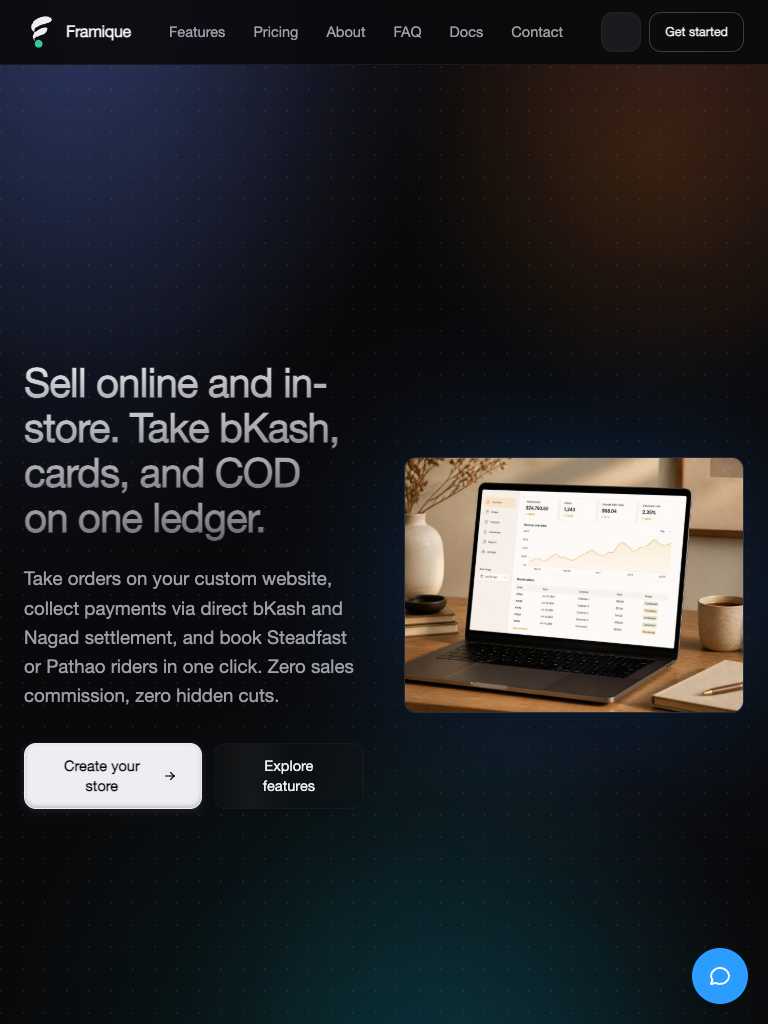 Framique
Features
Pricing
About
FAQ
Docs
Contact
Get started
Sell online and in-
store. Take bKash,
cards, and COD
on one ledger.
Take orders on your custom website,
collect payments via direct bKash and
Nagad settlement, and book Steadfast
or Pathao riders in one click. Zero sales
commission, zero hidden cuts.
Create your
store
Explore
features